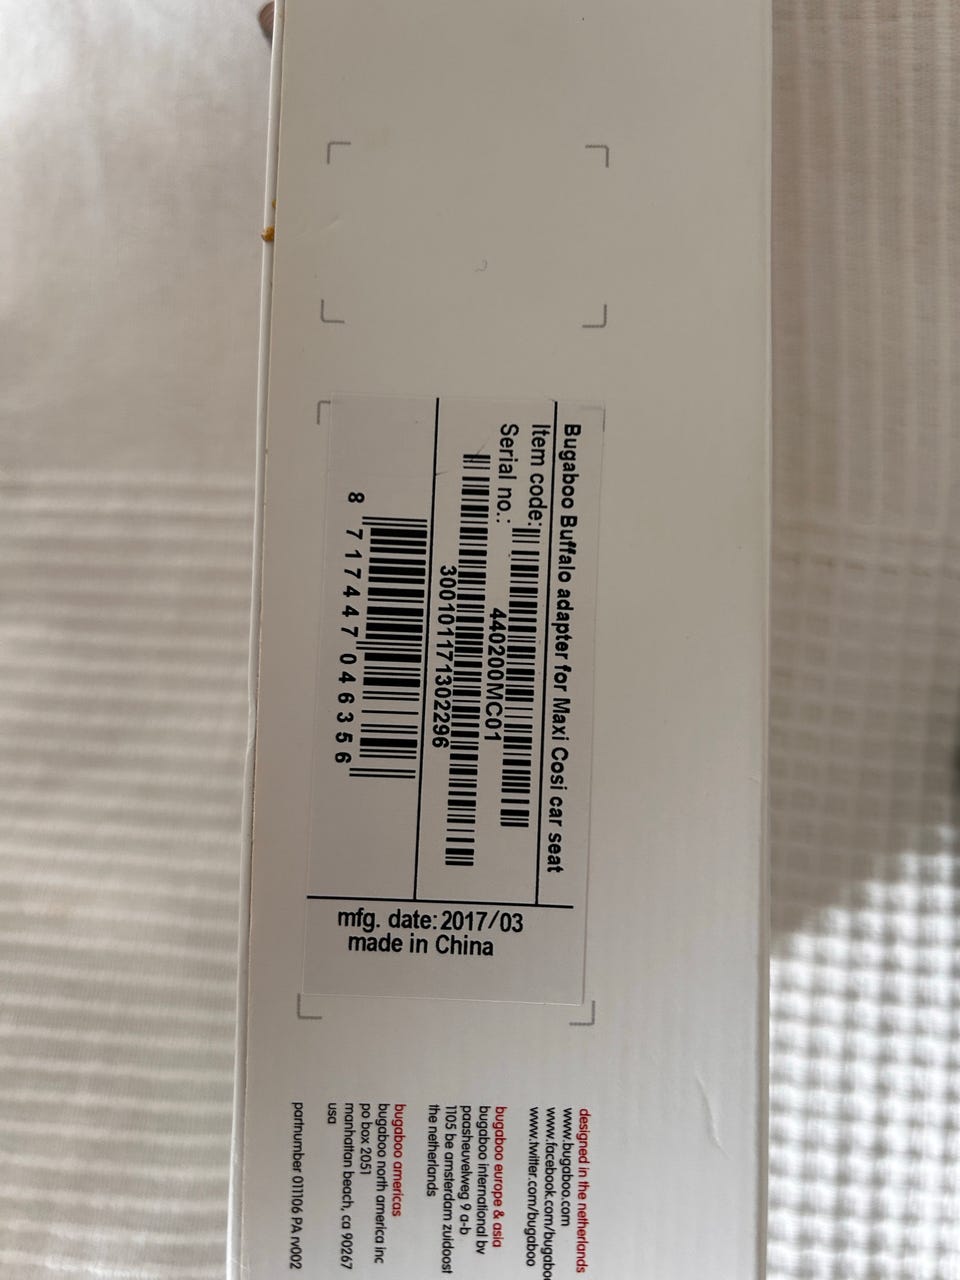 Bugaboo Buffalo adapter for Maxi Cosi car seat
Item code:
440200MC01
Serial no.:
300101171302296
8 717447 046356
mfg. date: 2017/03
made in China
designed in the netherlands
www.bugaboo.com
www.facebook.com/bugaboo
www.twitter.com/bugaboo
bugaboo europe & asia
bugaboo international bv
paasheuvelweg 9 a-b
1105 be amsterdam zuidoost
the netherlands
bugaboo americas
bugaboo north america inc
po box 2051
manhattan beach, ca 90267
usa
partnumber 011106 PA rv002